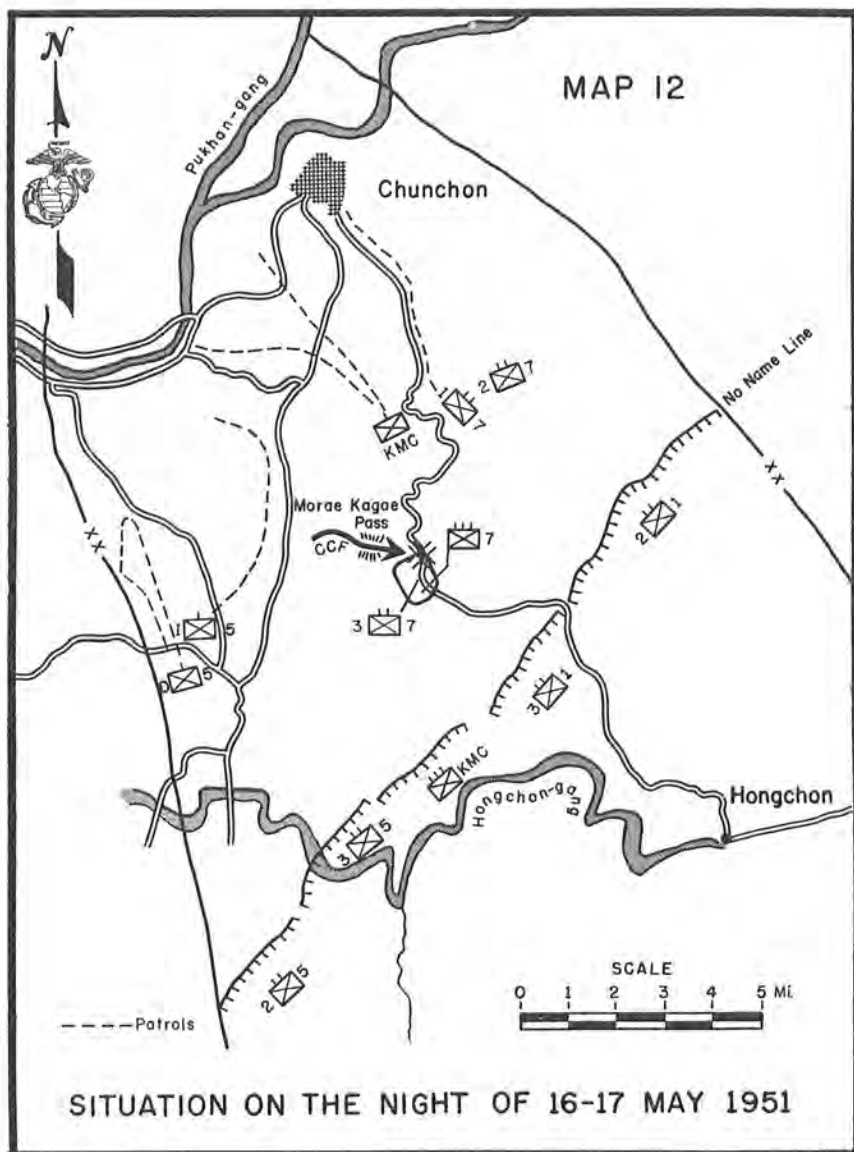 N
MAP 12
Pukhan-gang
Chunchon
No Name Line
2 7
1 7
KMC
XX
2 1
Morae Kagae
Pass
CCF
7
3 7
XX
1 5
D 5
3 1
KMC
Hongchon-gang
Hongchon
3 5
2 5
SCALE
0 1 2 3 4 5 Mi.
Patrols
SITUATION ON THE NIGHT OF 16-17 MAY 1951